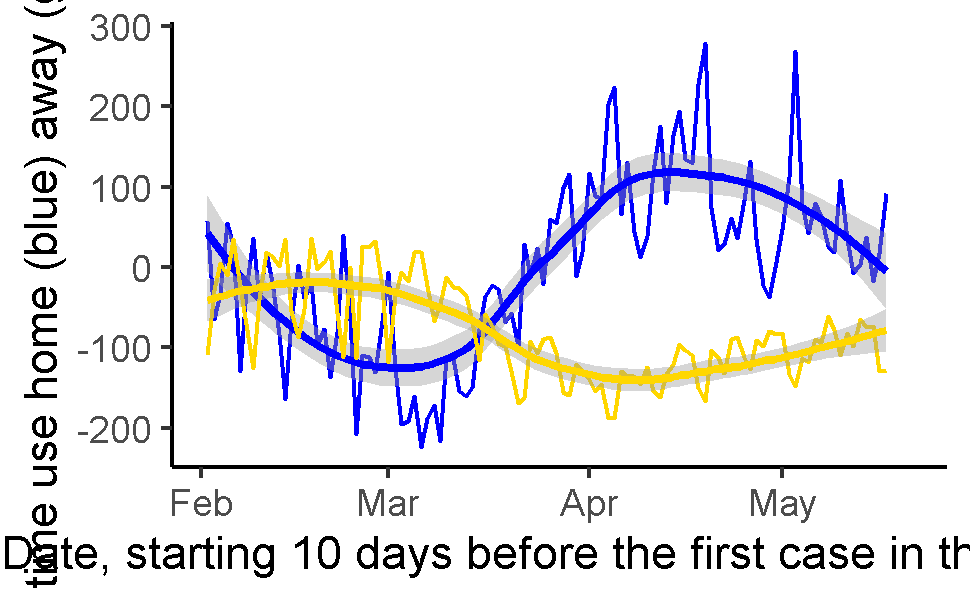 time use home (blue) away (
300
200
100
0
-100
-200
Feb Mar Apr May
Date, starting 10 days before the first case in th